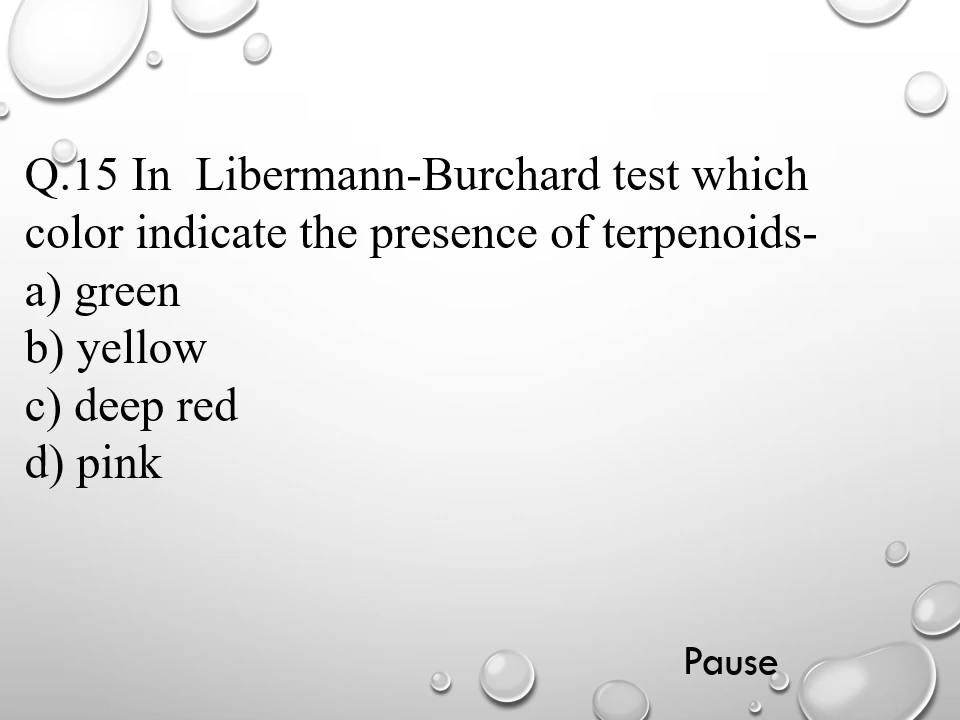 Q.15 In  Libermann-Burchard test which
color indicate the presence of terpenoids-
a) green
b) yellow
c) deep red
d) pink
Pause